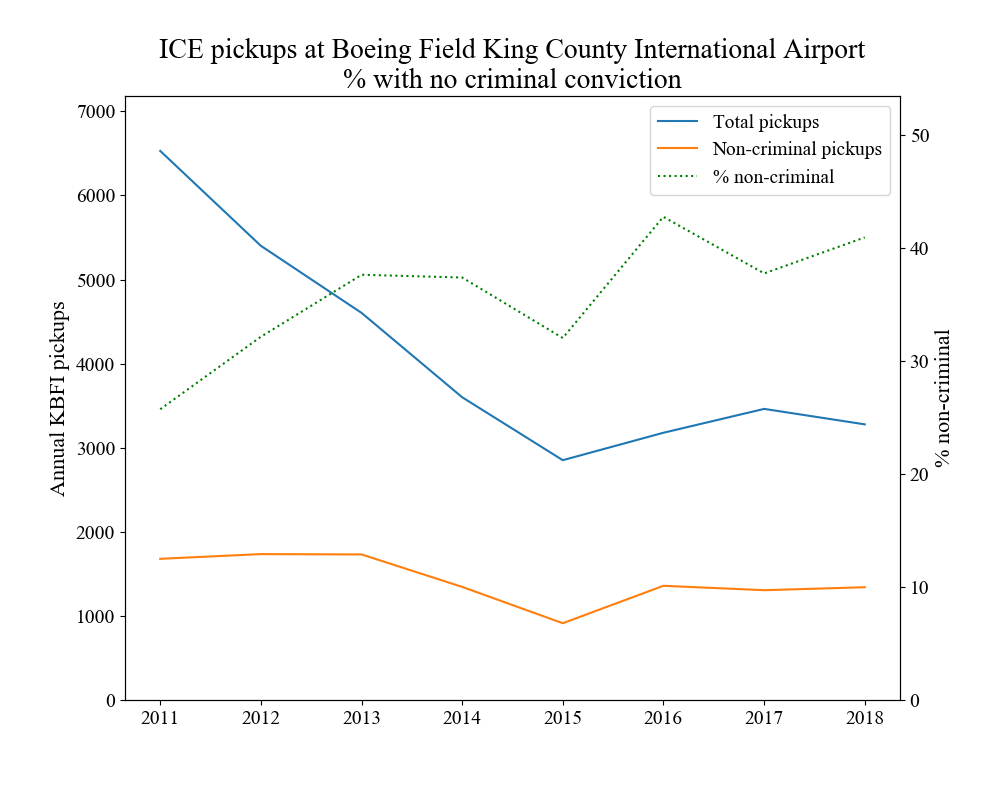 ICE pickups at Boeing Field King County International Airport
% with no criminal conviction
Total pickups
Non-criminal pickups
% non-criminal
Annual KBFI pickups
7000
6000
5000
4000
3000
2000
1000
0
% non-criminal
50
40
30
20
10
0
2011 2012 2013 2014 2015 2016 2017 2018